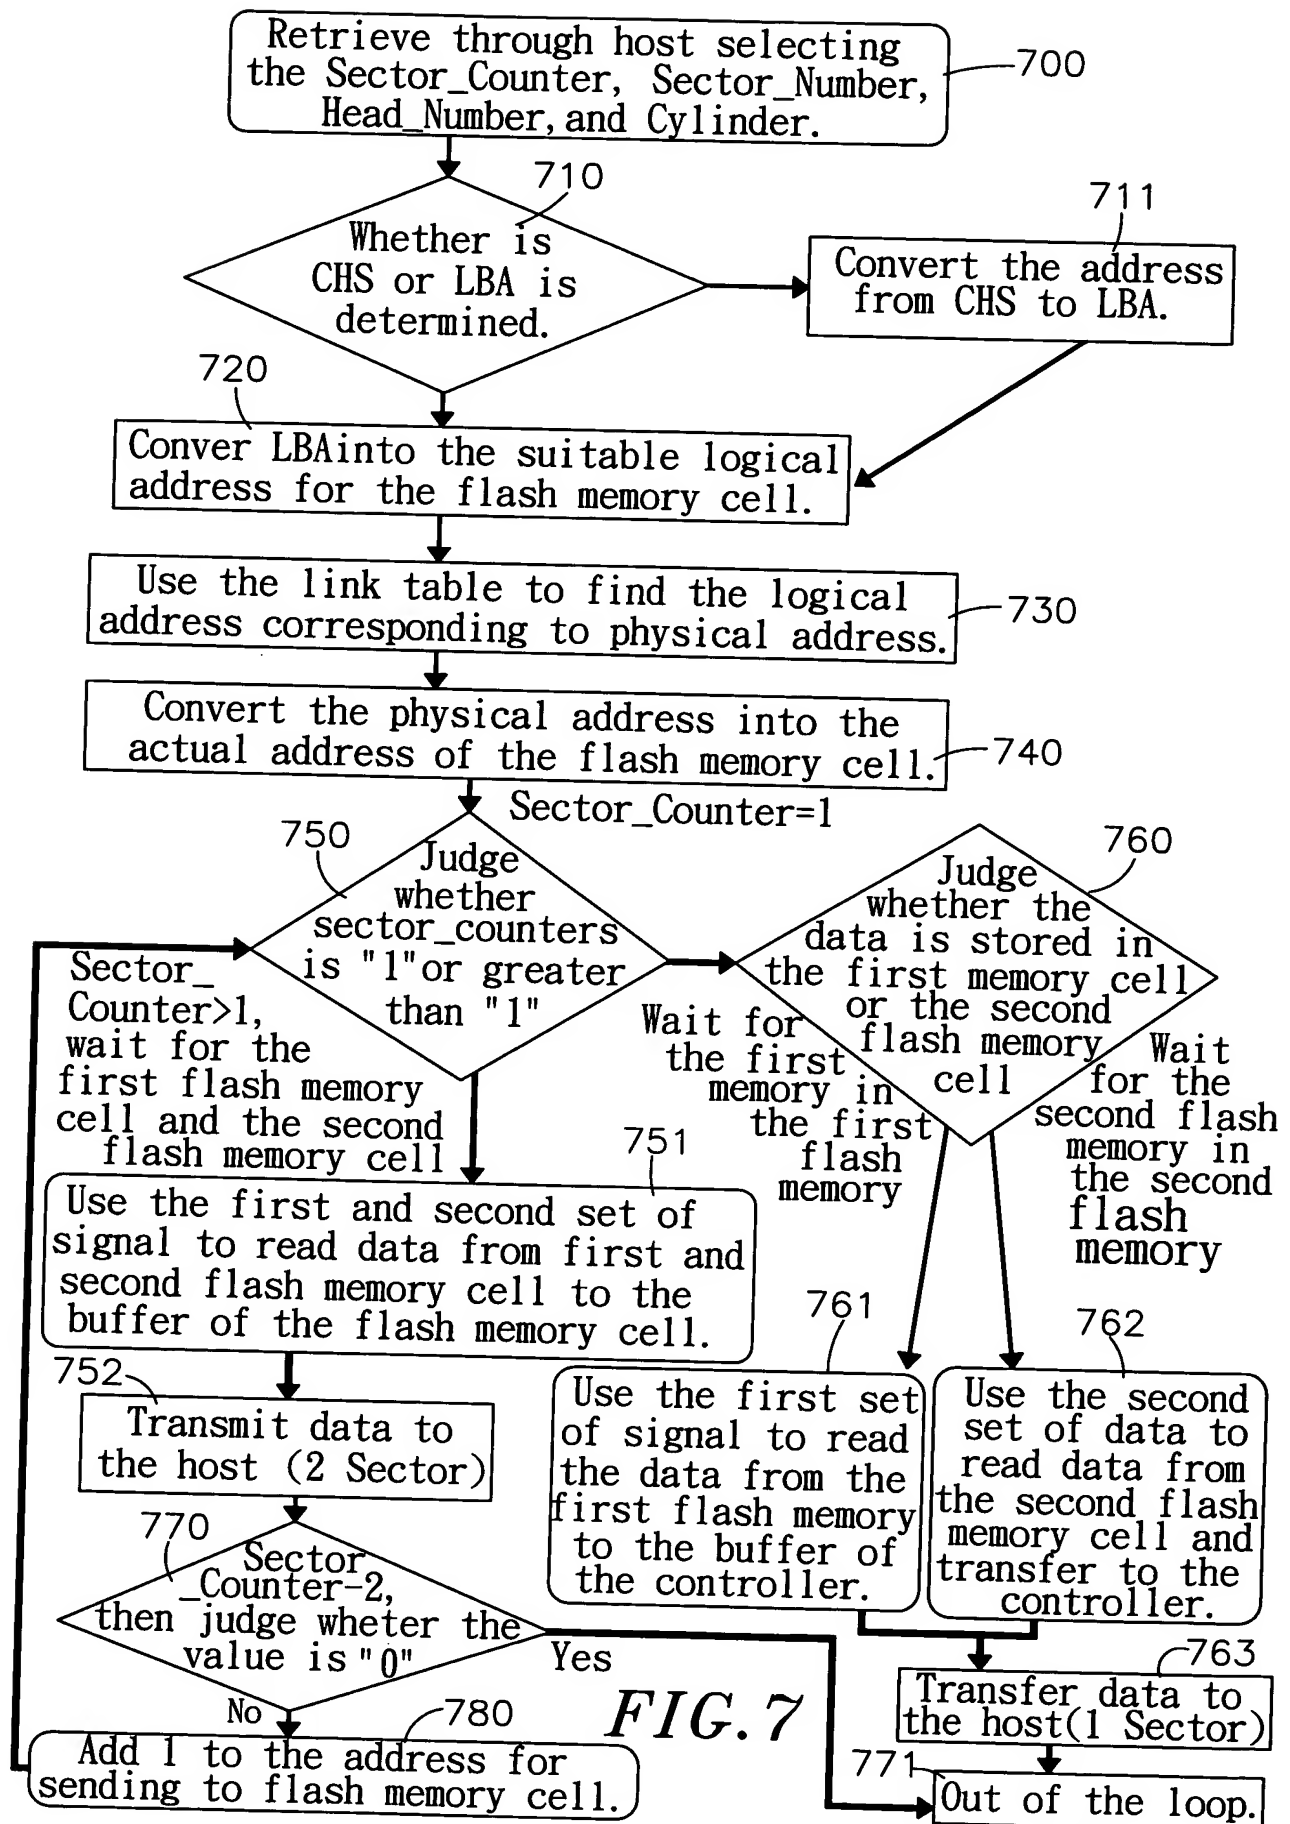 Retrieve through host selecting
the Sector_Counter, Sector_Number,
Head_Number, and Cylinder.
700
710
Whether is
CHS or LBA is
determined.
711
Convert the address
from CHS to LBA.
720
Conver LBAinto the suitable logical
address for the flash memory cell.
Use the link table to find the logical
address corresponding to physical address.
730
Convert the physical address into the
actual address of the flash memory cell.
740
Sector_Counter=1
750
Judge
whether
sector_counters
is "1"or greater
than "1"
760
Judge
whether the
data is stored in
the first memory cell
or the second
flash memory
cell
Sector_
Counter>1,
wait for the
first flash memory
cell and the second
flash memory cell
Wait for
the first
memory in
the first
flash
memory
Wait
for the
second flash
memory in
the second
flash
memory
751
Use the first and second set of
signal to read data from first and
second flash memory cell to the
buffer of the flash memory cell.
752
Transmit data to
the host (2 Sector)
761
Use the first set
of signal to read
the data from the
first flash memory
to the buffer of
the controller.
762
Use the second
set of data to
read data from
the second flash
memory cell and
transfer to the
controller.
770
Sector
_Counter-2,
then judge wheter the
value is "0"
Yes
No
763
Transfer data to
the host(1 Sector)
780
Add 1 to the address for
sending to flash memory cell.
771
Out of the loop.
FIG.7